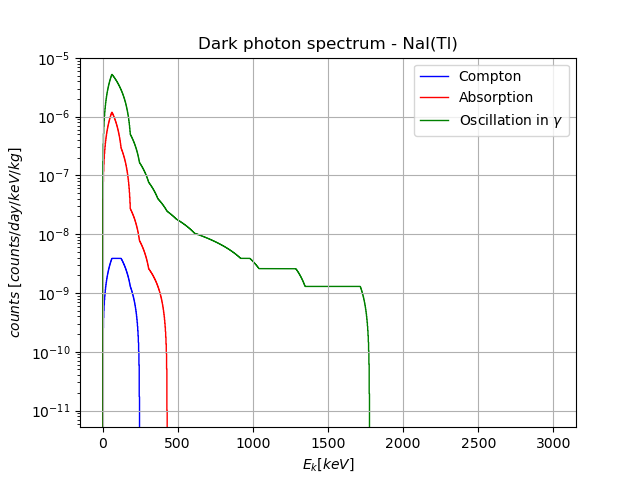 Dark photon spectrum - NaI(Tl)
counts [counts/day/keV/kg]
10⁻⁵
10⁻⁶
10⁻⁷
10⁻⁸
10⁻⁹
10⁻¹⁰
10⁻¹¹
Compton
Absorption
Oscillation in γ
0 500 1000 1500 2000 2500 3000
E_k[keV]